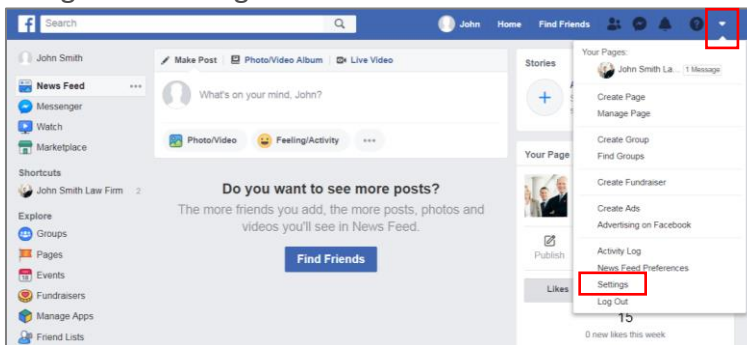 Search
John
Home
Find Friends
John Smith
News Feed
Messenger
Watch
Marketplace
Shortcuts
John Smith Law Firm 2
Explore
Groups
Pages
Events
Fundraisers
Manage Apps
Friend Lists
Make Post
Photo/Video Album
Live Video
What's on your mind, John?
Photo/Video
Feeling/Activity
Do you want to see more posts?
The more friends you add, the more posts, photos and
videos you'll see in News Feed.
Find Friends
Stories
Your Page
Publish
Likes
15
0 new likes this week
Your Pages:
John Smith La... 1 Message
Create Page
Manage Page
Create Group
Find Groups
Create Fundraiser
Create Ads
Advertising on Facebook
Activity Log
News Feed Preferences
Settings
Log Out